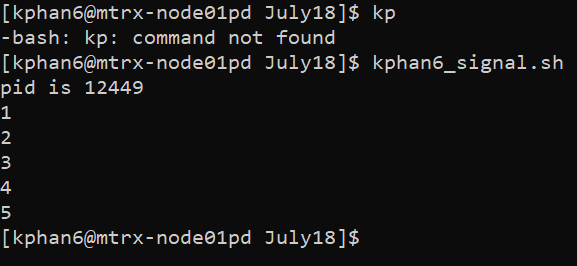 [kphan6@mtrx-node01pd July18]$ kp
-bash: kp: command not found
[kphan6@mtrx-node01pd July18]$ kphan6_signal.sh
pid is 12449
1
2
3
4
5
[kphan6@mtrx-node01pd July18]$